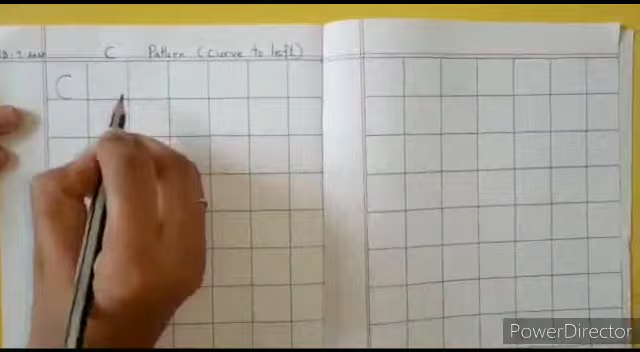 C Pattern (Curve to left)
C
PowerDirector